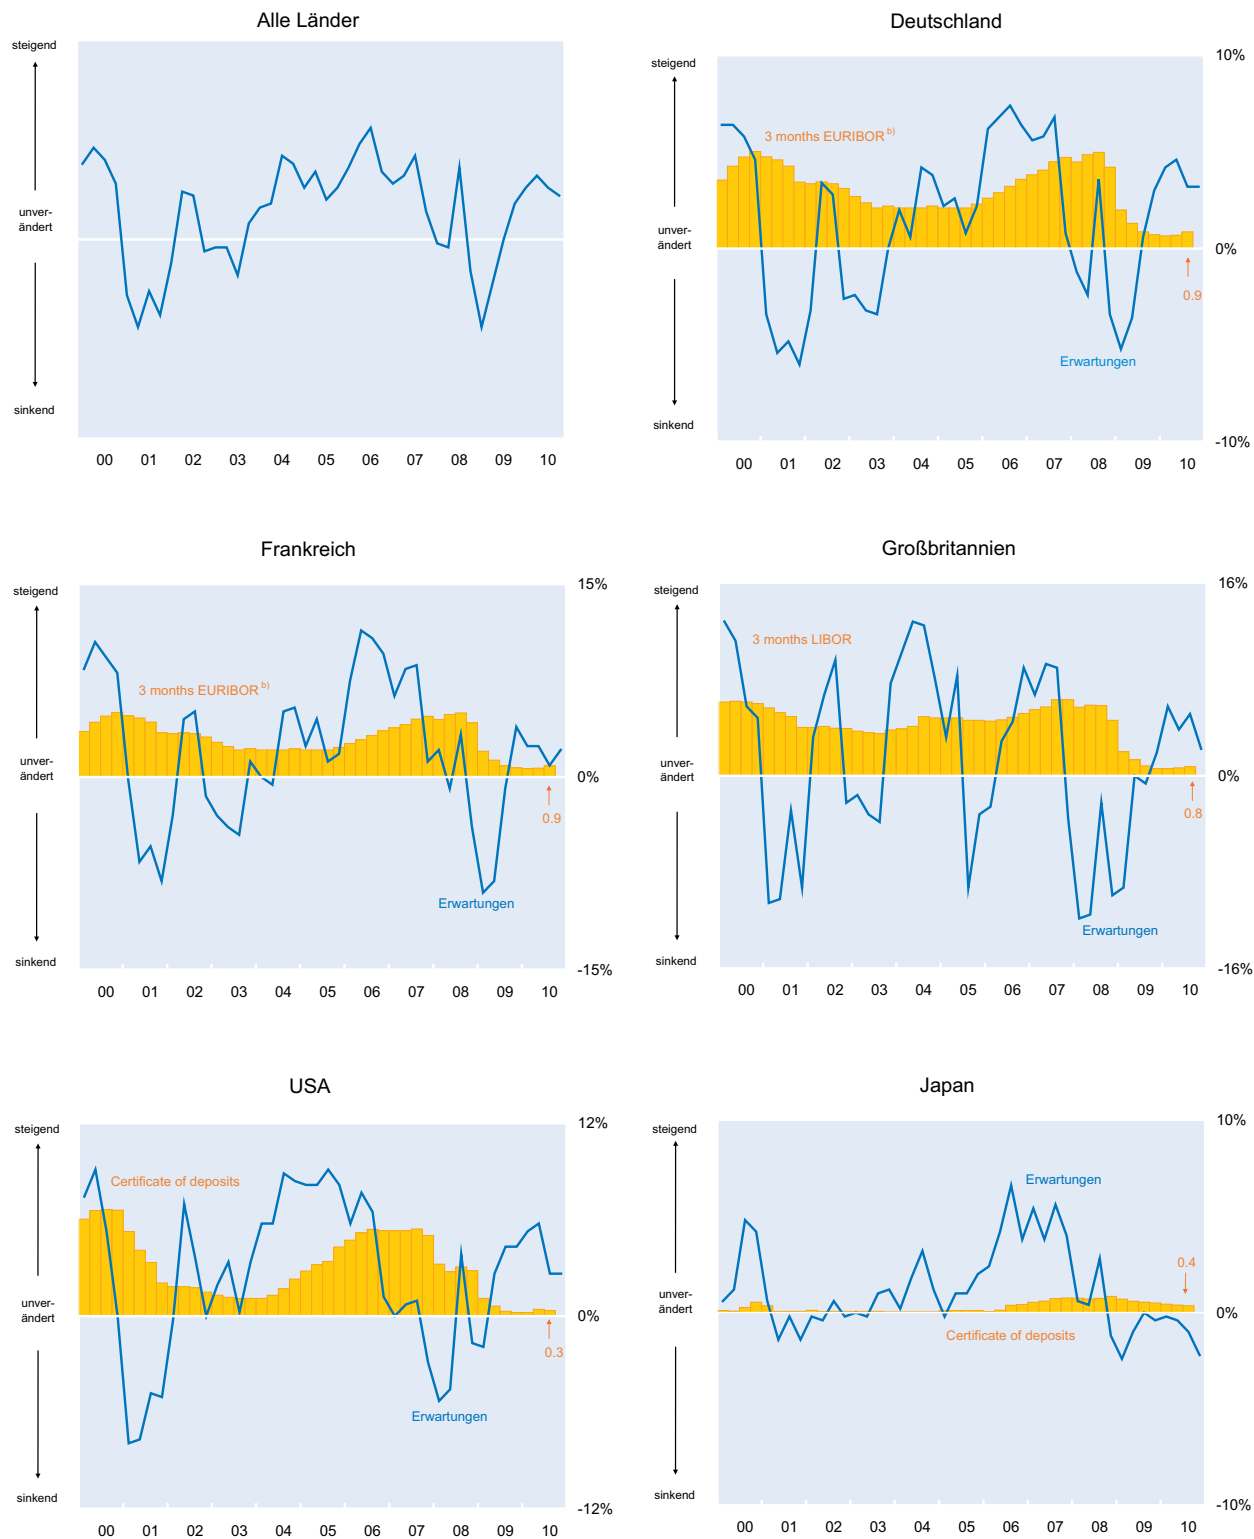 Alle Länder
steigend
unver-
ändert
sinkend
00 01 02 03 04 05 06 07 08 09 10
Deutschland
steigend
unver-
ändert
sinkend
10%
0%
-10%
3 months EURIBOR b)
0.9
Erwartungen
00 01 02 03 04 05 06 07 08 09 10
Frankreich
steigend
unver-
ändert
sinkend
15%
0%
-15%
3 months EURIBOR b)
0.9
Erwartungen
00 01 02 03 04 05 06 07 08 09 10
Großbritannien
steigend
unver-
ändert
sinkend
16%
0%
-16%
3 months LIBOR
0.8
Erwartungen
00 01 02 03 04 05 06 07 08 09 10
USA
steigend
unver-
ändert
sinkend
12%
0%
-12%
Certificate of deposits
0.3
Erwartungen
00 01 02 03 04 05 06 07 08 09 10
Japan
steigend
unver-
ändert
sinkend
10%
0%
-10%
Erwartungen
0.4
Certificate of deposits
00 01 02 03 04 05 06 07 08 09 10